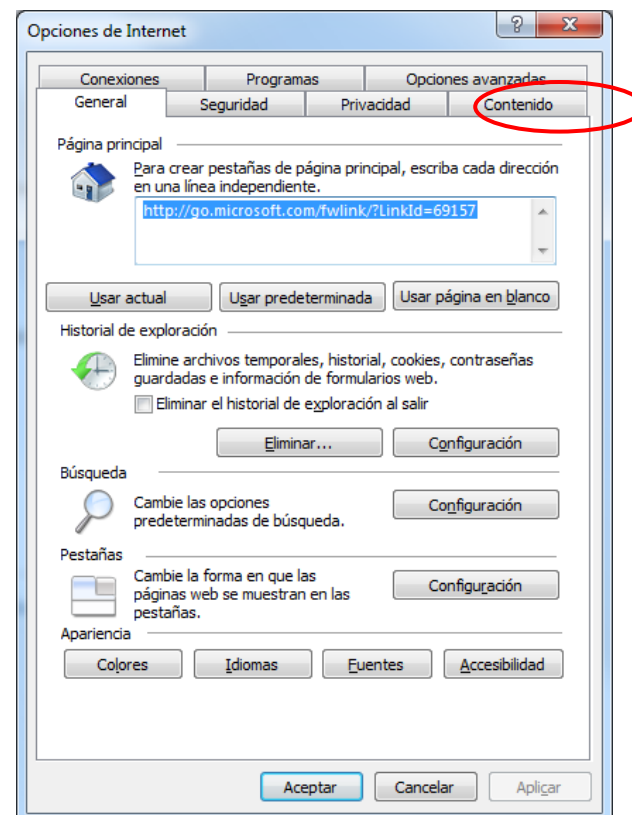 Opciones de Internet
Conexiones Programas Opciones avanzadas
General Seguridad Privacidad Contenido
Página principal
Para crear pestañas de página principal, escriba cada dirección
en una línea independiente.
http://go.microsoft.com/fwlink/?LinkId=69157
Usar actual Usar predeterminada Usar página en blanco
Historial de exploración
Elimine archivos temporales, historial, cookies, contraseñas
guardadas e información de formularios web.
Eliminar el historial de exploración al salir
Eliminar... Configuración
Búsqueda
Cambie las opciones
predeterminadas de búsqueda.
Configuración
Pestañas
Cambie la forma en que las
páginas web se muestran en las
pestañas.
Configuración
Apariencia
Colores Idiomas Fuentes Accesibilidad
Aceptar Cancelar Aplicar